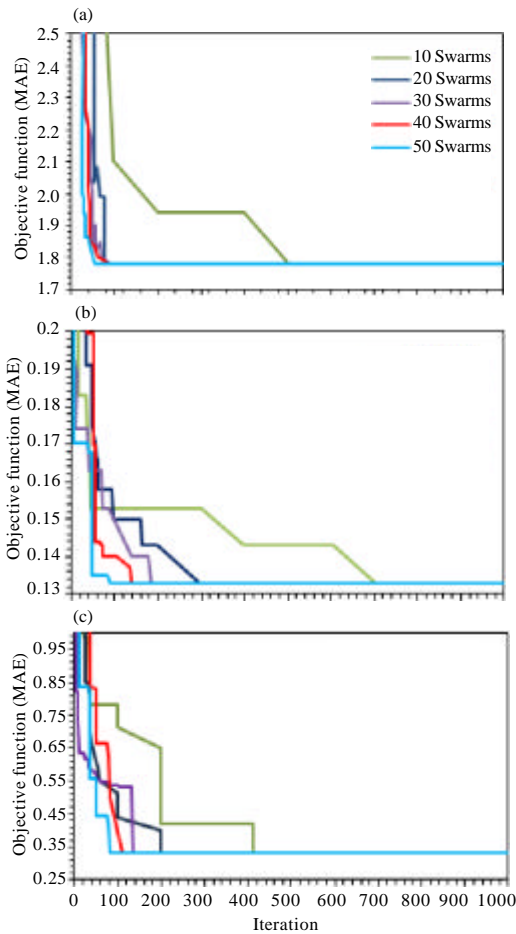 (a)
2.5
2.4
2.3
2.2
2.1
2.0
1.9
1.8
1.7
Objective function (MAE)
10 Swarms
20 Swarms
30 Swarms
40 Swarms
50 Swarms
(b)
0.2
0.19
0.18
0.17
0.16
0.15
0.14
0.13
Objective function (MAE)
(c)
0.95
0.85
0.75
0.65
0.55
0.45
0.35
0.25
Objective function (MAE)
0 100 200 300 400 500 600 700 800 900 1000
Iteration